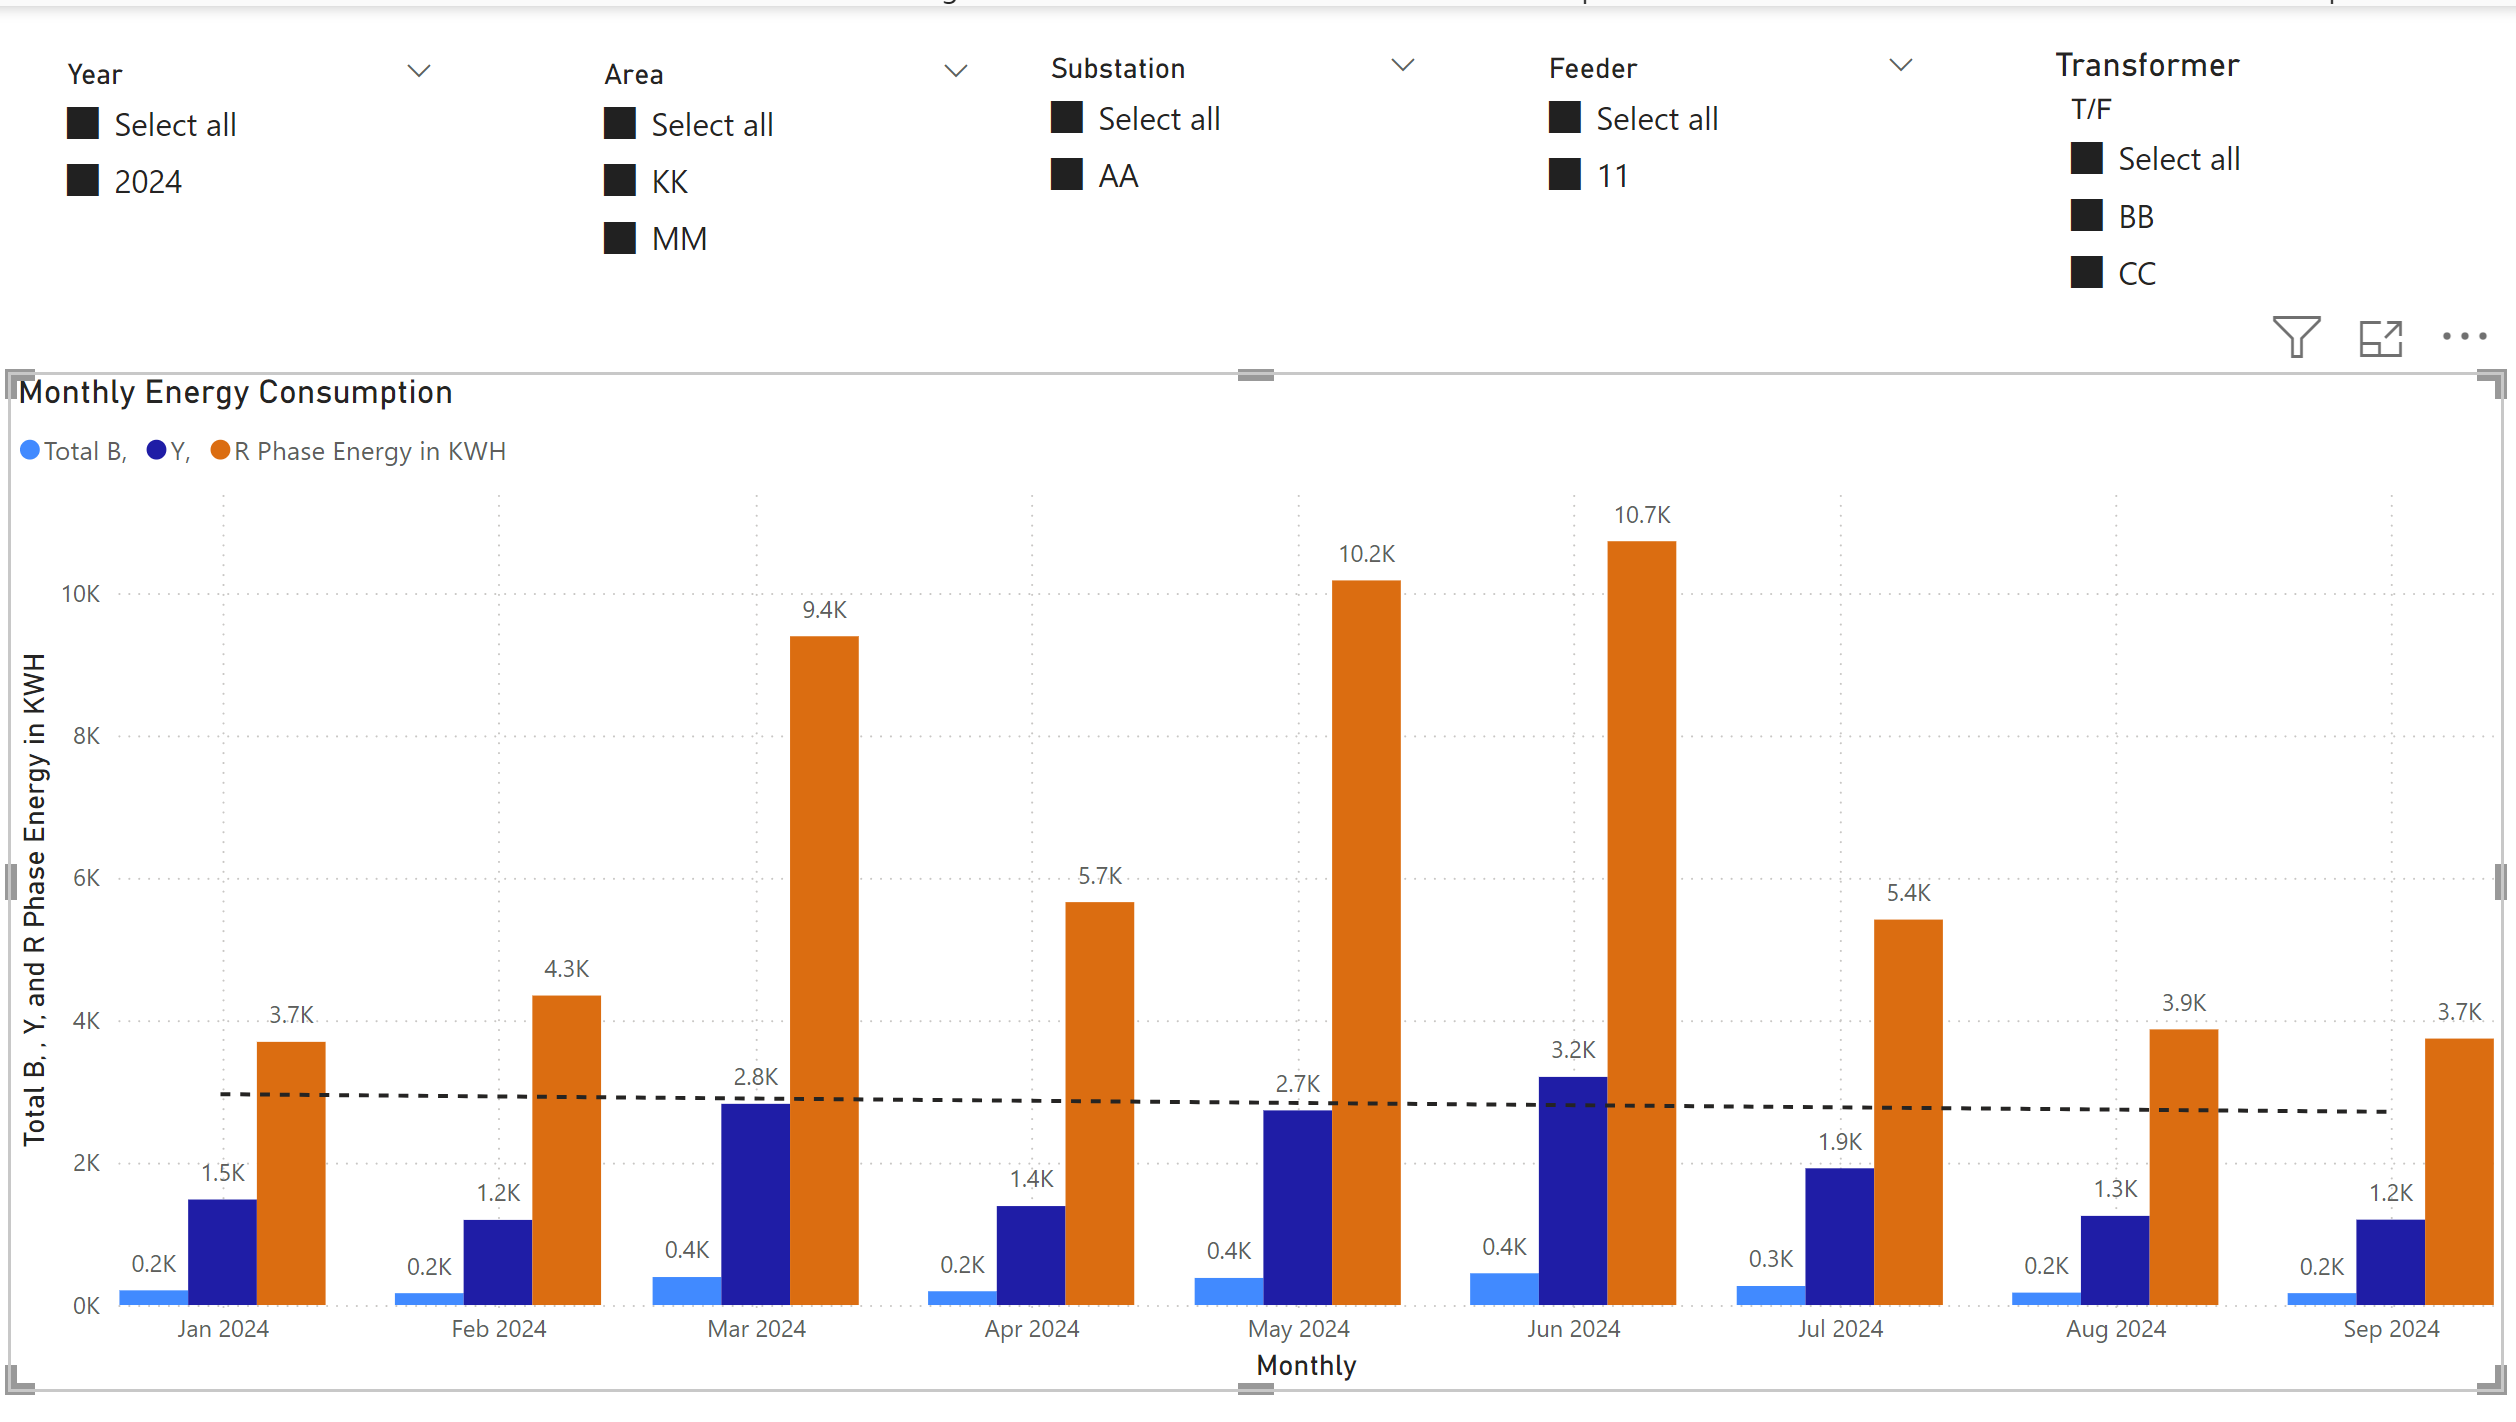 Year
Select all
2024
Area
Select all
KK
MM
Substation
Select all
AA
Feeder
Select all
11
Transformer
T/F
Select all
BB
CC
Monthly Energy Consumption
Total B, Y, R Phase Energy in KWH
Total B, , Y, and R Phase Energy in KWH
10K
8K
6K
4K
2K
0K
0.2K 1.5K 3.7K
0.2K 1.2K 4.3K
0.4K 2.8K 9.4K
0.2K 1.4K 5.7K
0.4K 2.7K 10.2K
0.4K 3.2K 10.7K
0.3K 1.9K 5.4K
0.2K 1.3K 3.9K
0.2K 1.2K 3.7K
Jan 2024 Feb 2024 Mar 2024 Apr 2024 May 2024 Jun 2024 Jul 2024 Aug 2024 Sep 2024
Monthly